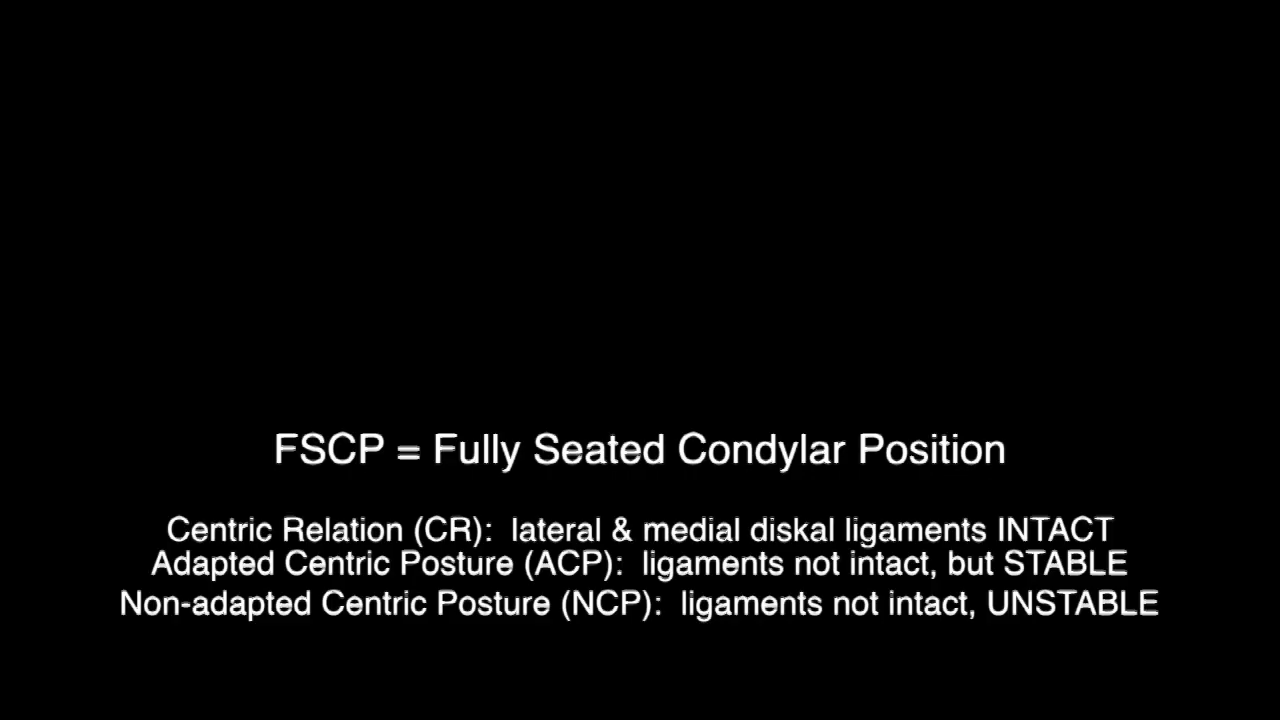 FSCP = Fully Seated Condylar Position
Centric Relation (CR): lateral & medial diskal ligaments INTACT
Adapted Centric Posture (ACP): ligaments not intact, but STABLE
Non-adapted Centric Posture (NCP): ligaments not intact, UNSTABLE